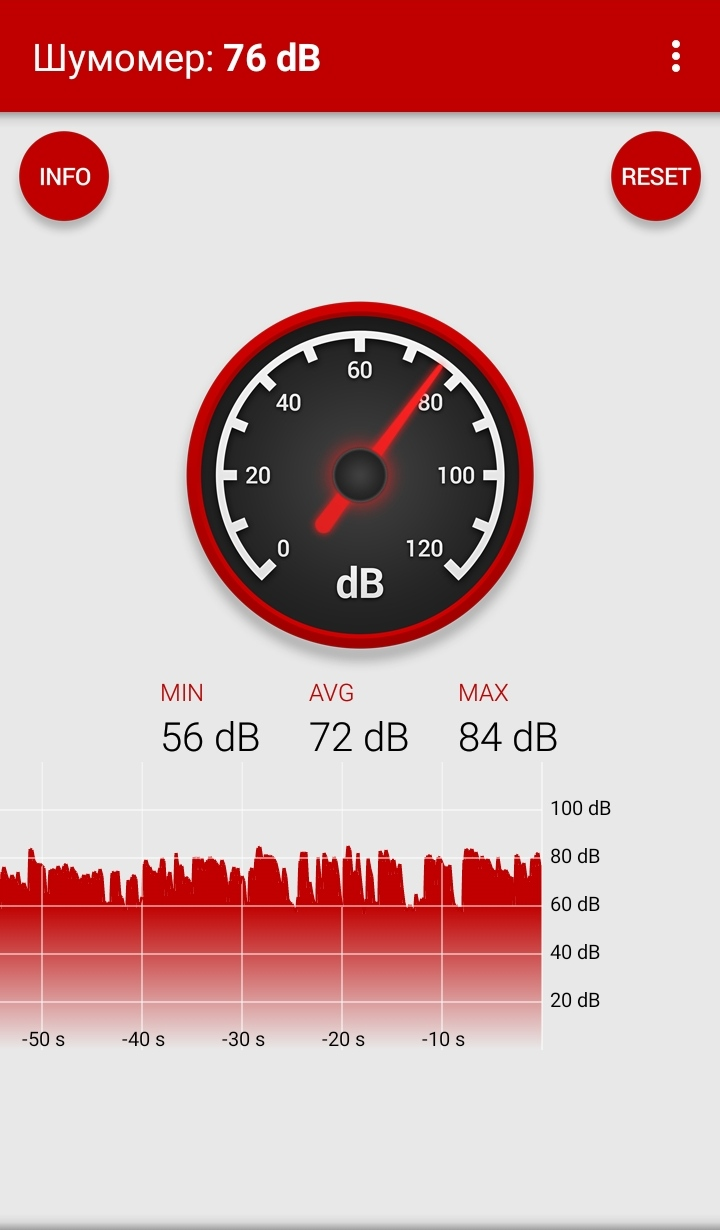 Шумомер: 76 dB
INFO
RESET
60
40
80
20
100
0
120
dB
MIN AVG MAX
56 dB 72 dB 84 dB
100 dB
80 dB
60 dB
40 dB
20 dB
-50 s -40 s -30 s -20 s -10 s